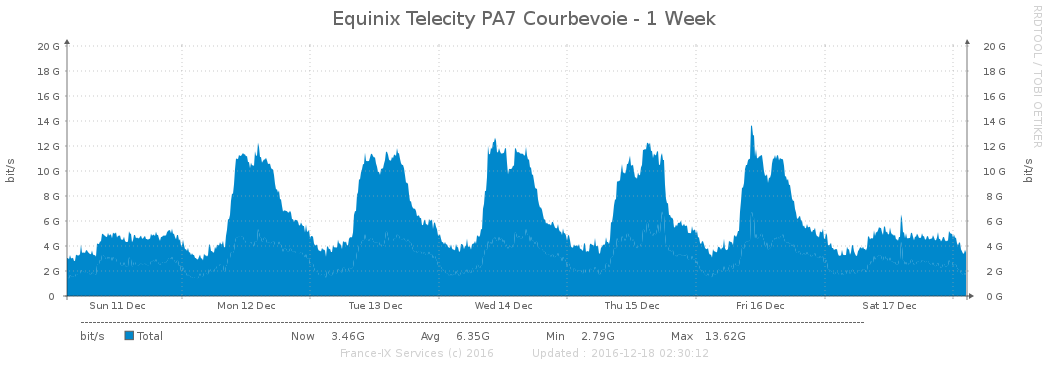 Equinix Telecity PA7 Courbevoie - 1 Week
RRDTOOL / TOBI OETIKER
20 G 20 G
18 G 18 G
16 G 16 G
14 G 14 G
12 G 12 G
10 G 10 G
8 G 8 G
6 G 6 G
4 G 4 G
2 G 2 G
0 0 G
bit/s bit/s
Sun 11 Dec Mon 12 Dec Tue 13 Dec Wed 14 Dec Thu 15 Dec Fri 16 Dec Sat 17 Dec
bit/s Total Now 3.46G Avg 6.35G Min 2.79G Max 13.62G
France-IX Services (c) 2016 Updated : 2016-12-18 02:30:12